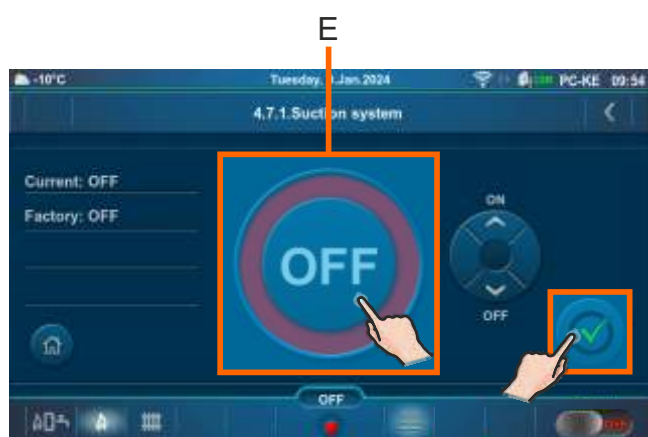 E
-10°C Tuesday, .Jan.2024 PC-KE 09:54
4.7.1.Suction system
Current: OFF
Factory: OFF
OFF
ON
OFF
OFF